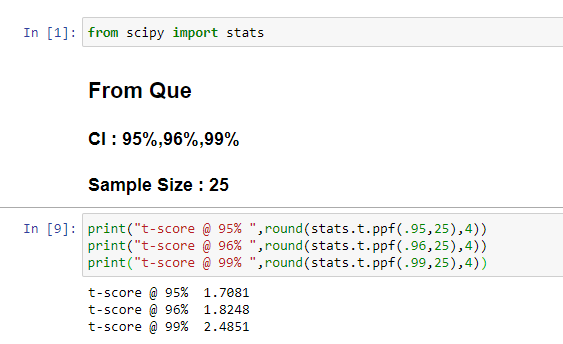 In [1]: from scipy import stats
From Que
CI : 95%,96%,99%
Sample Size : 25
In [9]: print("t-score @ 95% ",round(stats.t.ppf(.95,25),4))
print("t-score @ 96% ",round(stats.t.ppf(.96,25),4))
print("t-score @ 99% ",round(stats.t.ppf(.99,25),4))
t-score @ 95%  1.7081
t-score @ 96%  1.8248
t-score @ 99%  2.4851